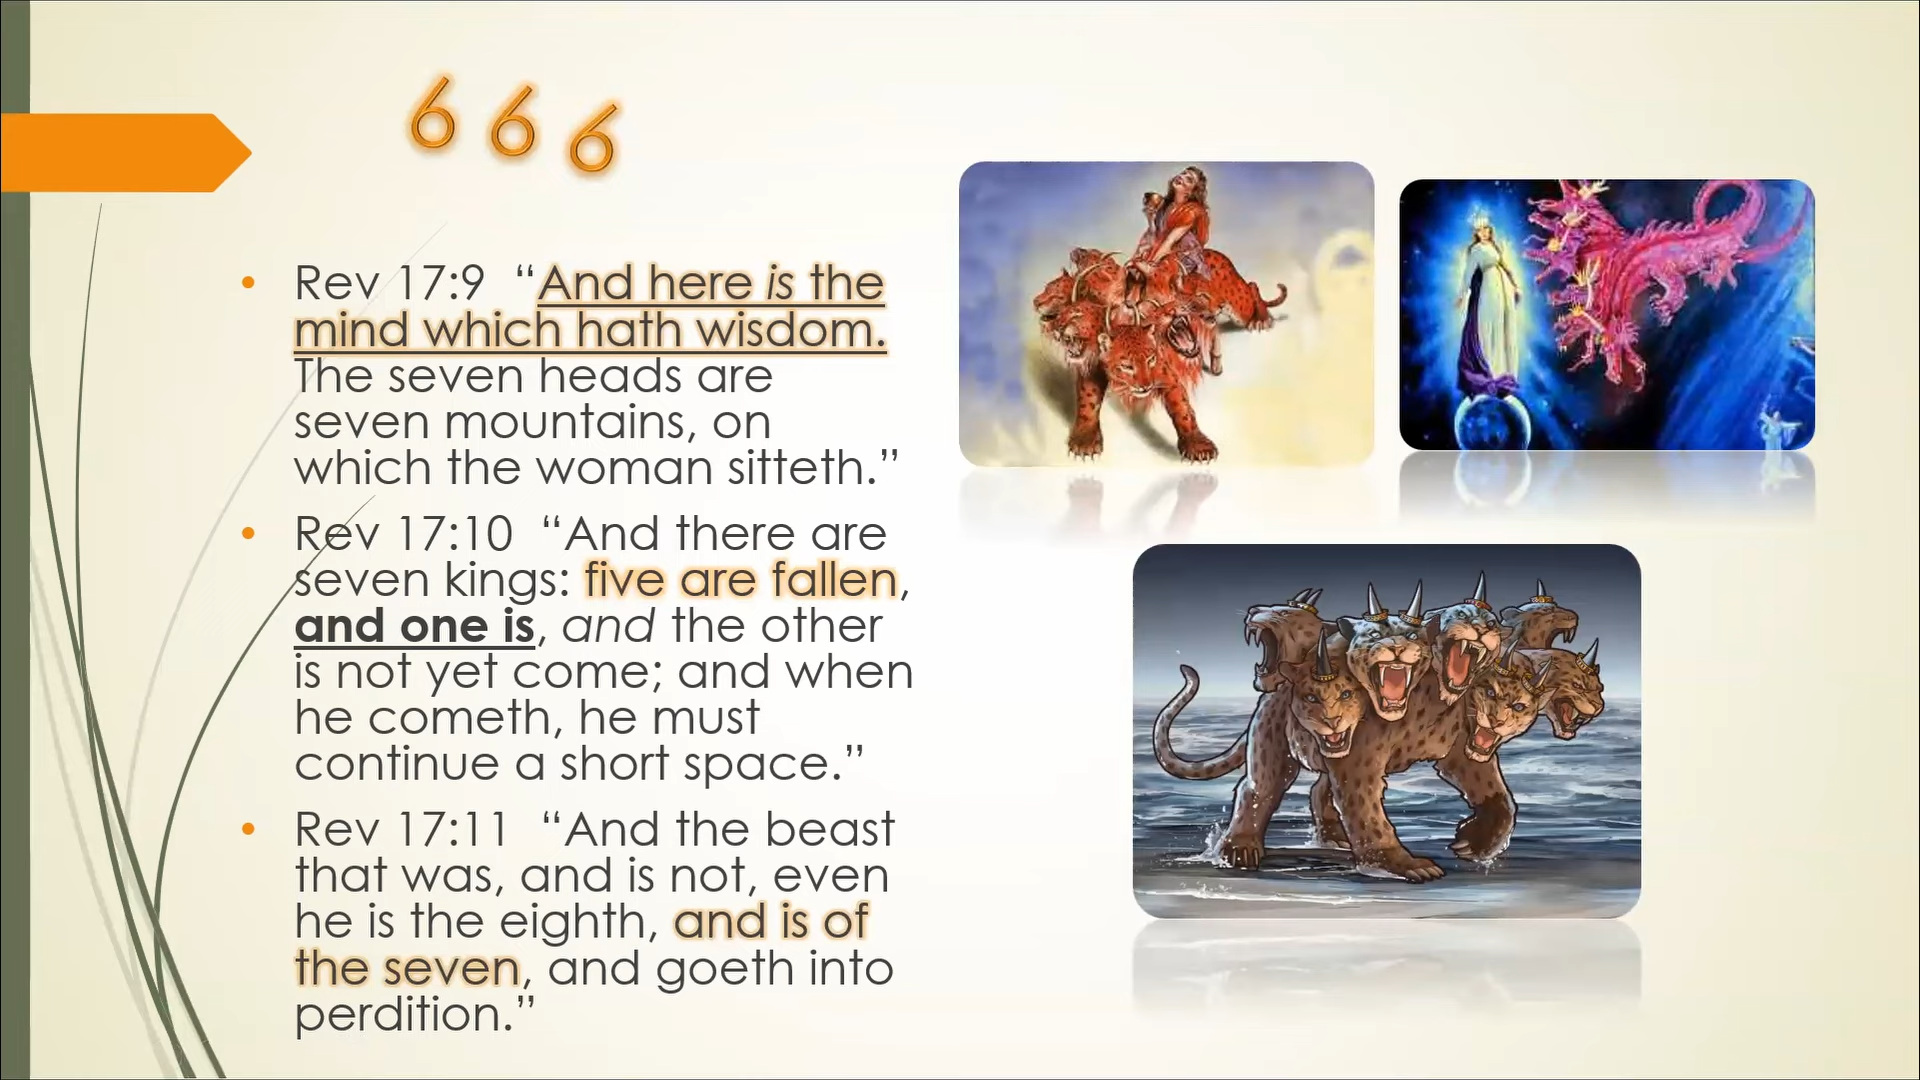 6 6 6
• Rev 17:9 “And here is the
mind which hath wisdom.
The seven heads are
seven mountains, on
which the woman sitteth.”
• Rev 17:10 “And there are
seven kings: five are fallen,
and one is, and the other
is not yet come; and when
he cometh, he must
continue a short space.”
• Rev 17:11 “And the beast
that was, and is not, even
he is the eighth, and is of
the seven, and goeth into
perdition.”